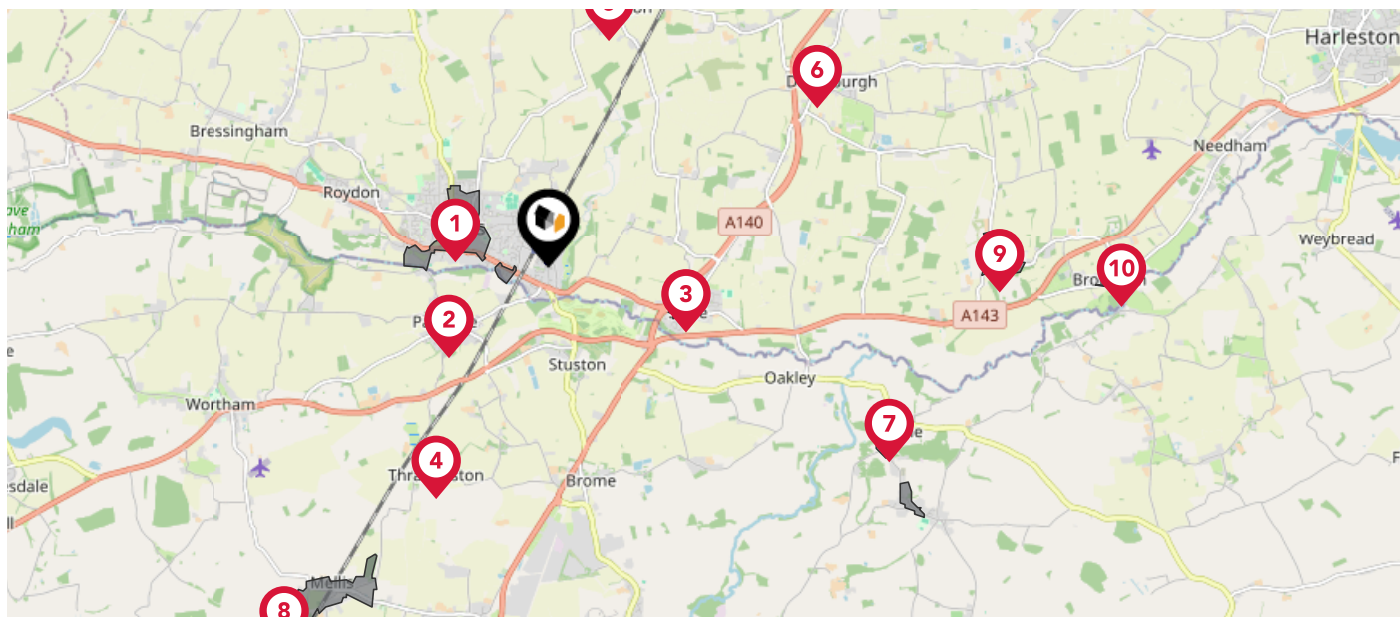 Harleston
6
Bressingham
Needham
Roydon
1
A140
Weybread
9
10
3
A143
2
Stuston
Oakley
Wortham
7
4
Brome
Mellis
8